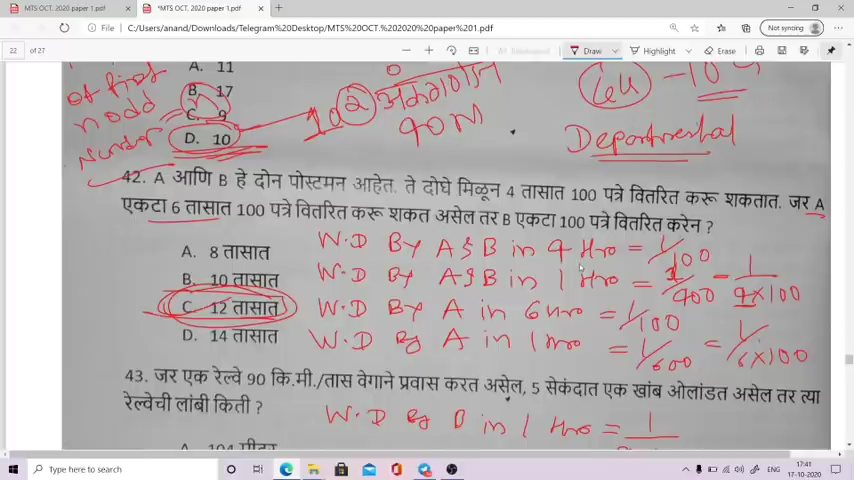 MTS OCT. 2020 paper 1.pdf
*MTS OCT. 2020 paper 1.pdf
File
C:/Users/anand/Downloads/Telegram%20Desktop/MTS%20OCT.%202020%20paper%201.pdf
Not syncing
22 of 27
Draw
Highlight
Erase
A. 11
of first
B. 17
n odd
C. 9
Number
D. 10
Departmental
42. A आणि B हे दोन पोस्टमन आहेत. ते दोघे मिळून 4 तासात 100 पत्रे वितरित करू शकतात. जर A
एकटा 6 तासात 100 पत्रे वितरित करू शकत असेल तर B एकटा 100 पत्रे वितरित करेन ?
A. 8 तासात
W.D By A & B in 4 Hrs = 1/100
B. 10 तासात
W.D By A & B in 1 Hrs = 1/400 = 1/4×100
C. 12 तासात
W.D By A in 6 Hrs = 1/100
D. 14 तासात
W.D By A in 1 Hrs = 1/600 = 1/6×100
43. जर एक रेल्वे 90 कि.मी./तास वेगाने प्रवास करत असेल, 5 सेकंदात एक खांब ओलांडत असेल तर त्या
रेल्वेची लांबी किती ?
W.D By B in 1 Hrs = 1
Type here to search
ENG
17:41
17-10-2020